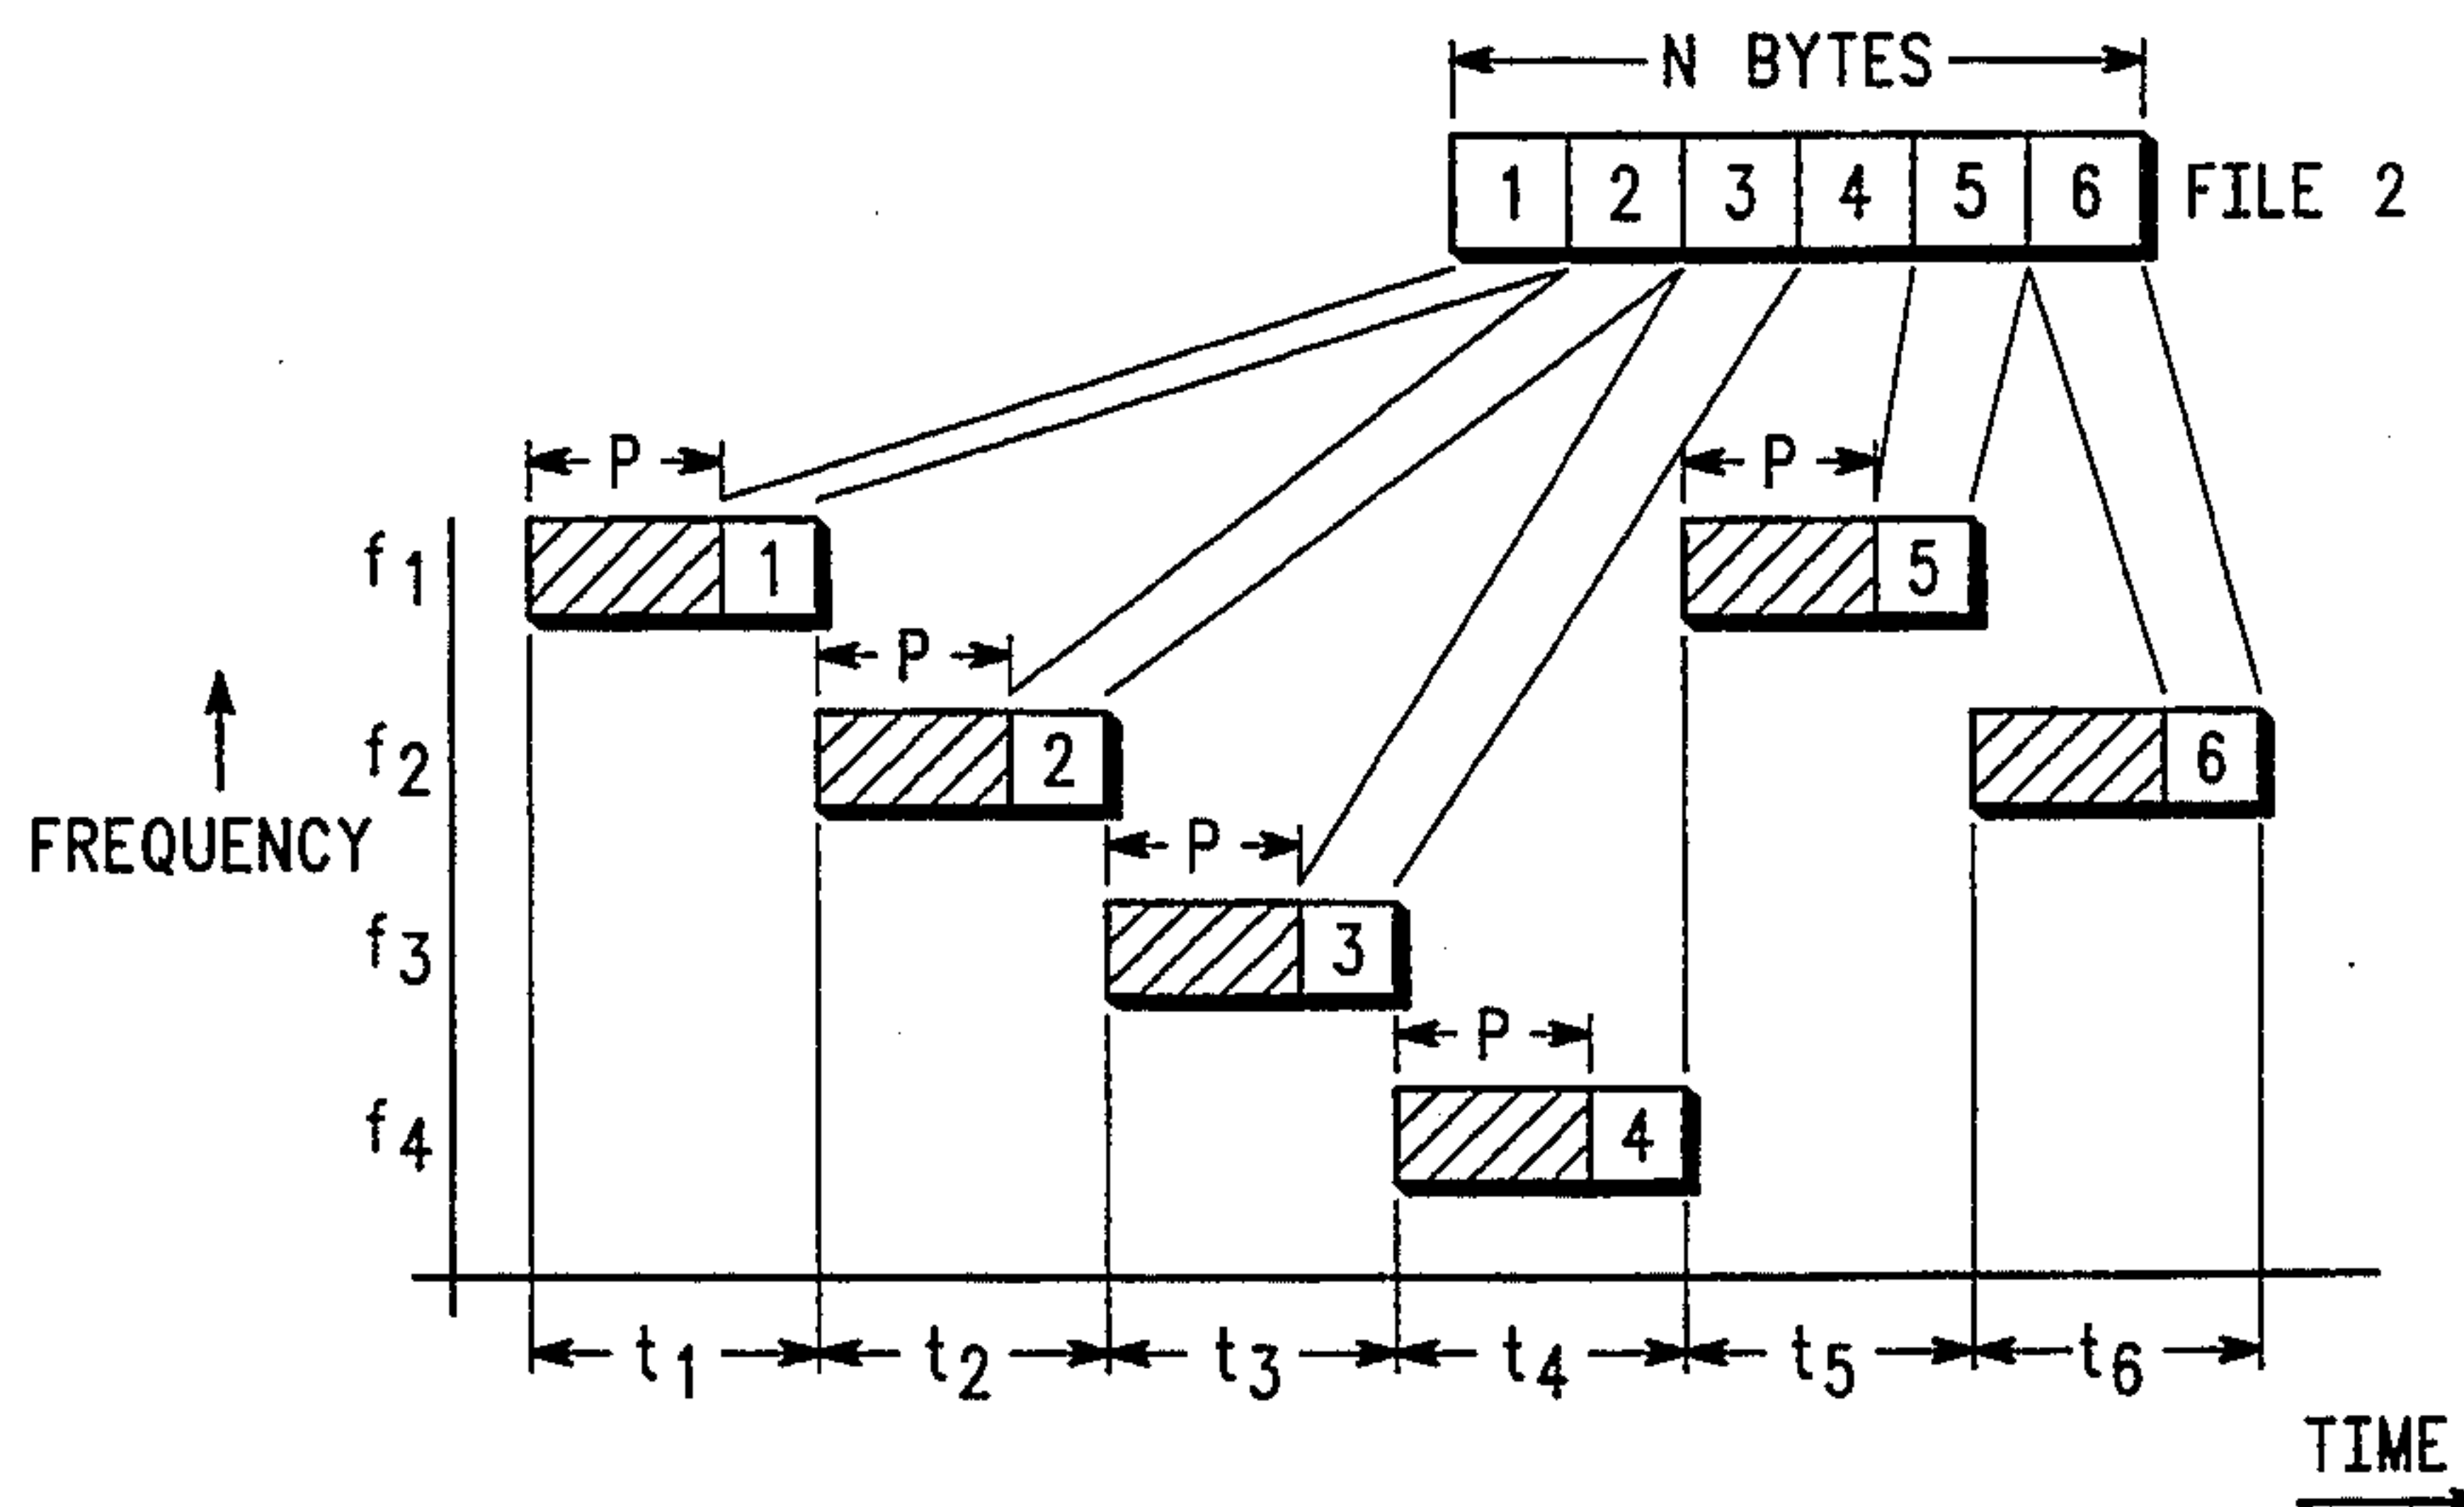 N BYTES
1 2 3 4 5 6 FILE 2
P P
f1 1 5
P
f2 2 6
FREQUENCY
P
f3 3
P
f4 4
t1 t2 t3 t4 t5 t6
TIME